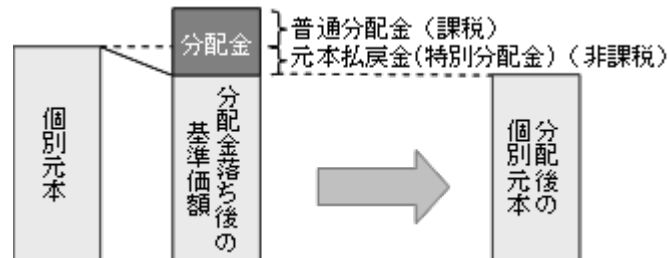 分配金
普通分配金（課税）
元本払戻金(特別分配金)（非課税）
個別元本
分配金落ち後の
基準価額
分配後の
個別元本